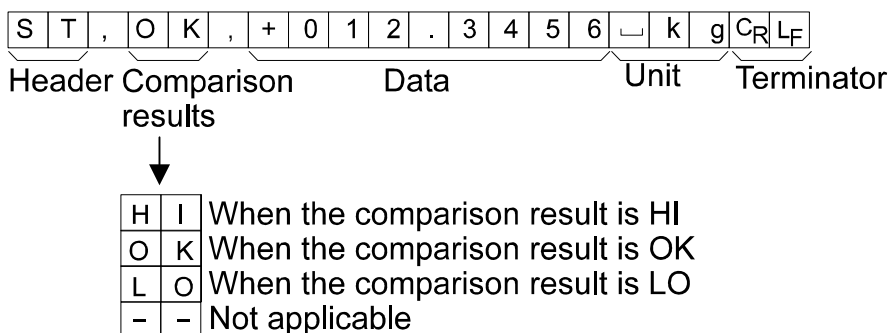 S T , O K , + 0 1 2 . 3 4 5 6 ⎵ k g CR LF
Header Comparison results Data Unit Terminator
H I When the comparison result is HI
O K When the comparison result is OK
L O When the comparison result is LO
– – Not applicable